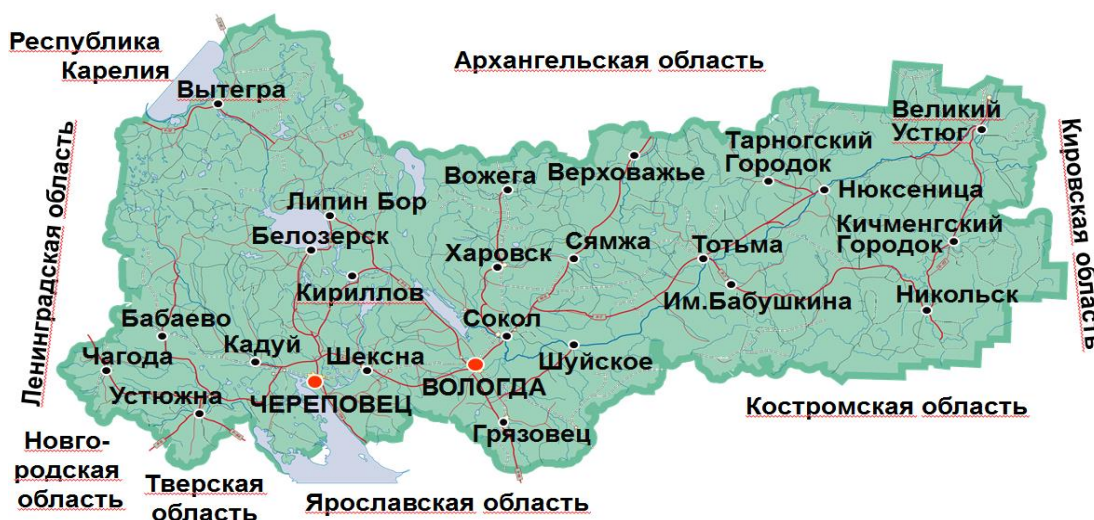 Республика
Карелия
Архангельская область
Вытегра
Великий
Устюг
Тарногский
Городок
Верховажье
Вожега
Нюксеница
Липин Бор
Кичменгский
Городок
Белозерск
Харовск
Сямжа
Тотьма
Кириллов
Им.Бабушкина
Никольск
Ленинградская область
Кировская область
Бабаево
Сокол
Чагода
Кадуй
Шексна
Шуйское
ВОЛОГДА
Устюжна
ЧЕРЕПОВЕЦ
Костромская область
Грязовец
Новго-
родская
область
Тверская
область
Ярославская область